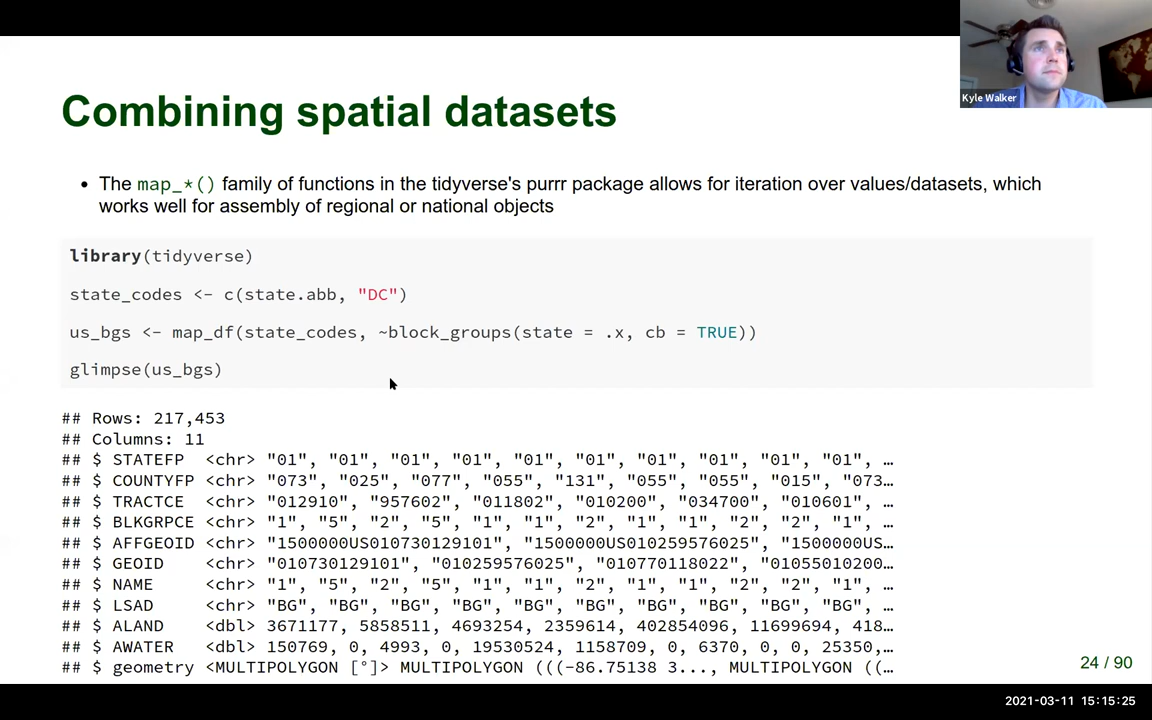 Kyle Walker
Combining spatial datasets
• The map_*() family of functions in the tidyverse's purrr package allows for iteration over values/datasets, which
works well for assembly of regional or national objects
library(tidyverse)
state_codes <- c(state.abb, "DC")
us_bgs <- map_df(state_codes, ~block_groups(state = .x, cb = TRUE))
glimpse(us_bgs)
## Rows: 217,453
## Columns: 11
## $ STATEFP <chr> "01", "01", "01", "01", "01", "01", "01", "01", "01", "01", …
## $ COUNTYFP <chr> "073", "025", "077", "055", "131", "055", "055", "015", "073…
## $ TRACTCE <chr> "012910", "957602", "011802", "010200", "034700", "010601", …
## $ BLKGRPCE <chr> "1", "5", "2", "5", "1", "1", "2", "1", "1", "2", "2", "1", …
## $ AFFGEOID <chr> "1500000US010730129101", "1500000US010259576025", "1500000US…
## $ GEOID <chr> "010730129101", "010259576025", "010770118022", "01055010200…
## $ NAME <chr> "1", "5", "2", "5", "1", "1", "2", "1", "1", "2", "2", "1", …
## $ LSAD <chr> "BG", "BG", "BG", "BG", "BG", "BG", "BG", "BG", "BG", "BG", …
## $ ALAND <dbl> 3671177, 5858511, 4693254, 2359614, 402854096, 11699694, 418…
## $ AWATER <dbl> 150769, 0, 4993, 0, 19530524, 1158709, 0, 6370, 0, 0, 25350,…
## $ geometry <MULTIPOLYGON [°]> MULTIPOLYGON (((-86.75138 3..., MULTIPOLYGON ((…
24 / 90
2021-03-11 15:15:25